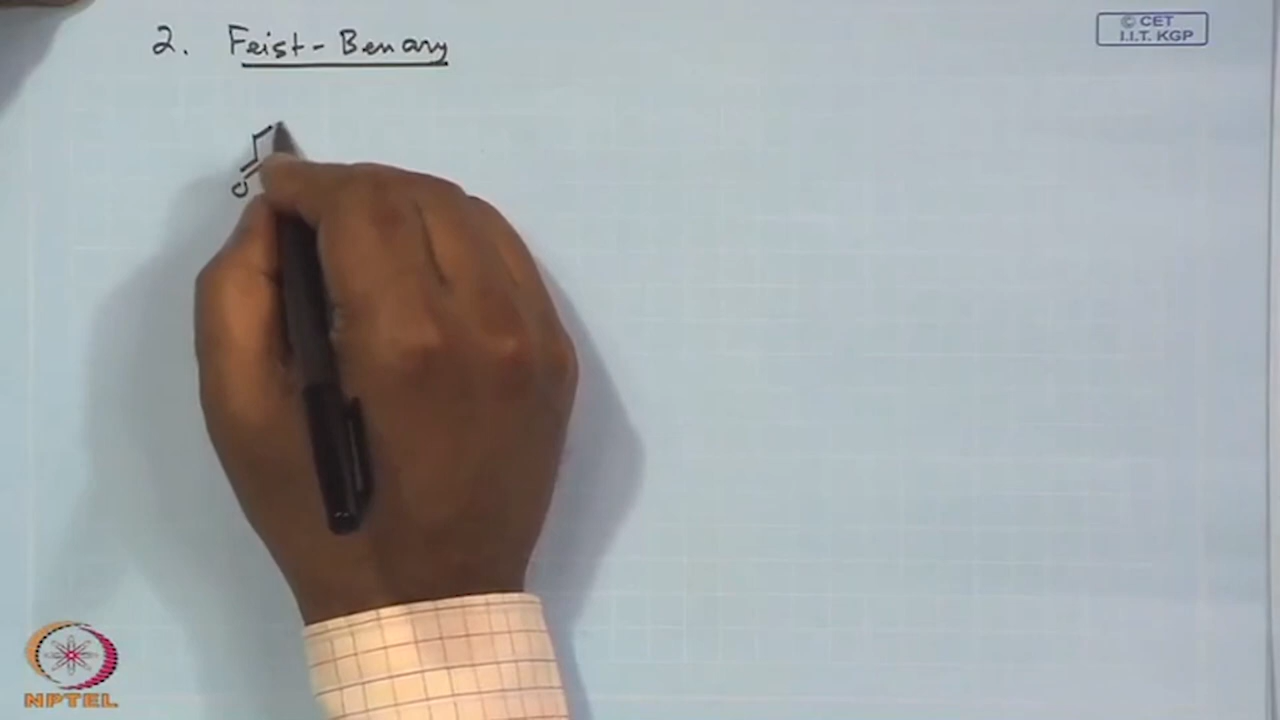 2. Feist-Benary
© CET
I.I.T. KGP
O
NPTEL